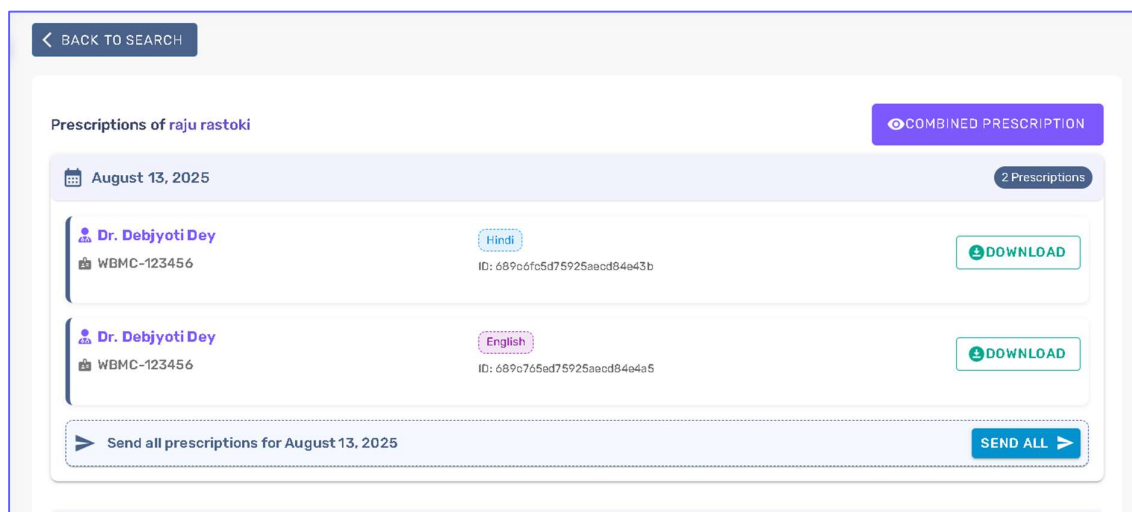 BACK TO SEARCH
Prescriptions of raju rastoki
COMBINED PRESCRIPTION
August 13, 2025
2 Prescriptions
Dr. Debjyoti Dey
WBMC-123456
Hindi
ID: 689c6fc5d75925aecd84e43b
DOWNLOAD
Dr. Debjyoti Dey
WBMC-123456
English
ID: 689c765ed75925aecd84e4a5
DOWNLOAD
Send all prescriptions for August 13, 2025
SEND ALL